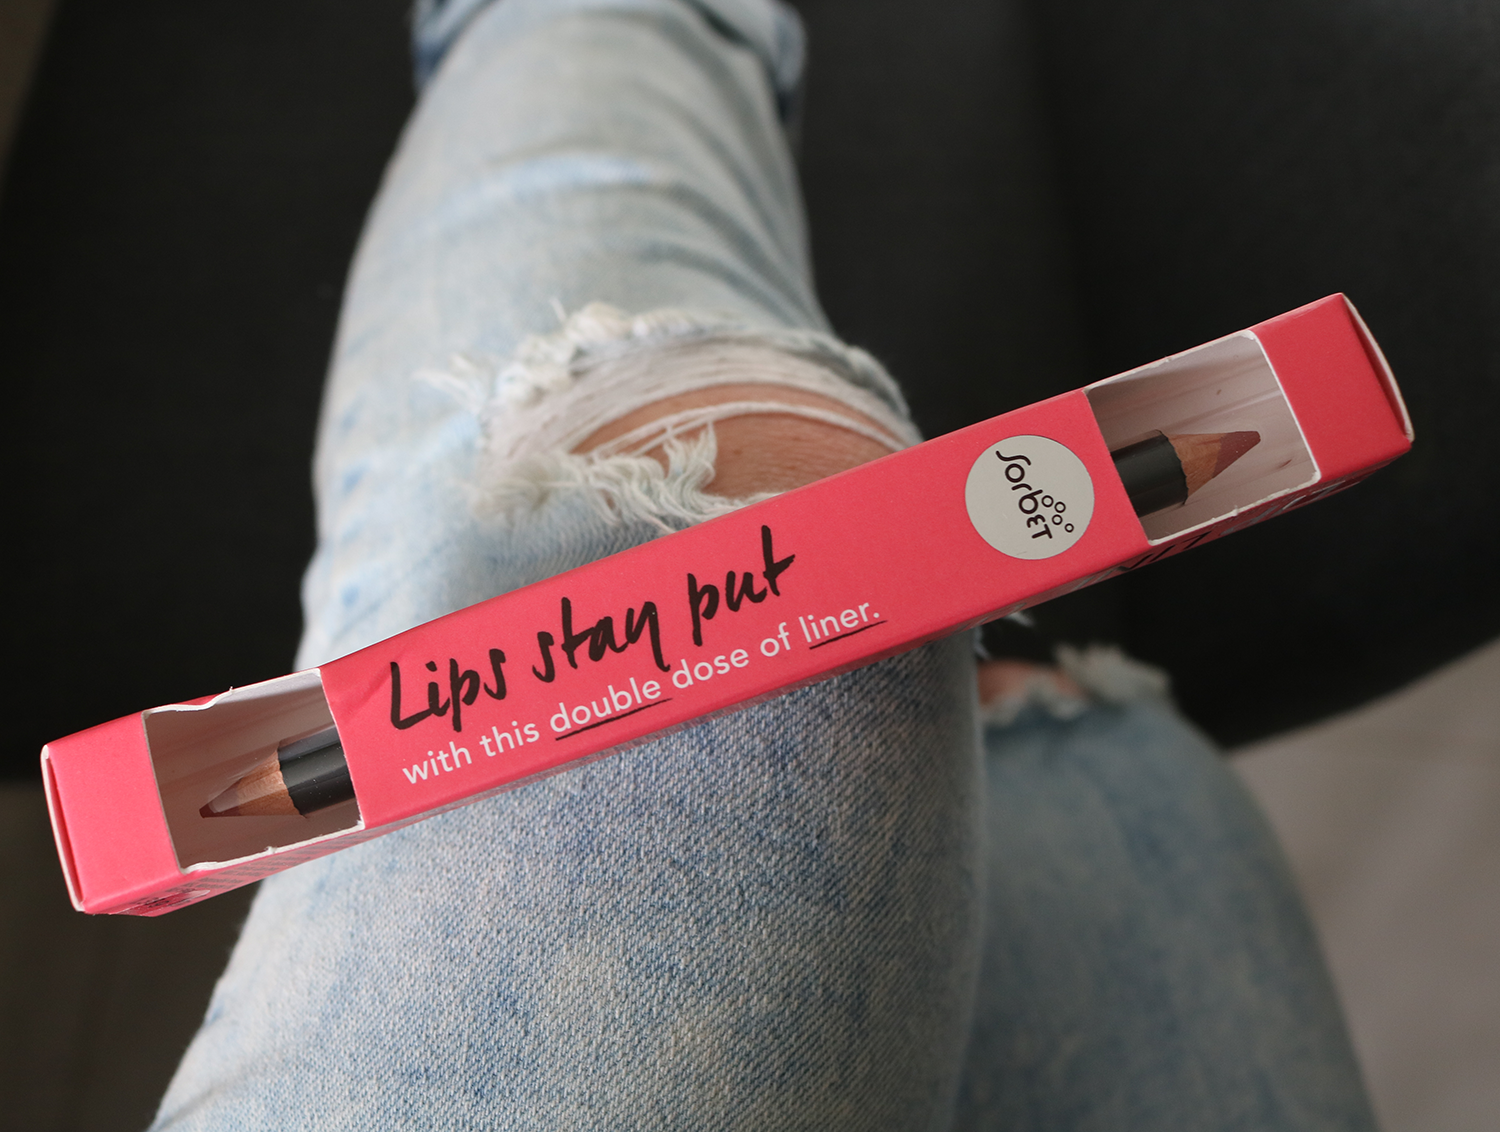 Lips stay put
with this double dose of liner.
SorbET